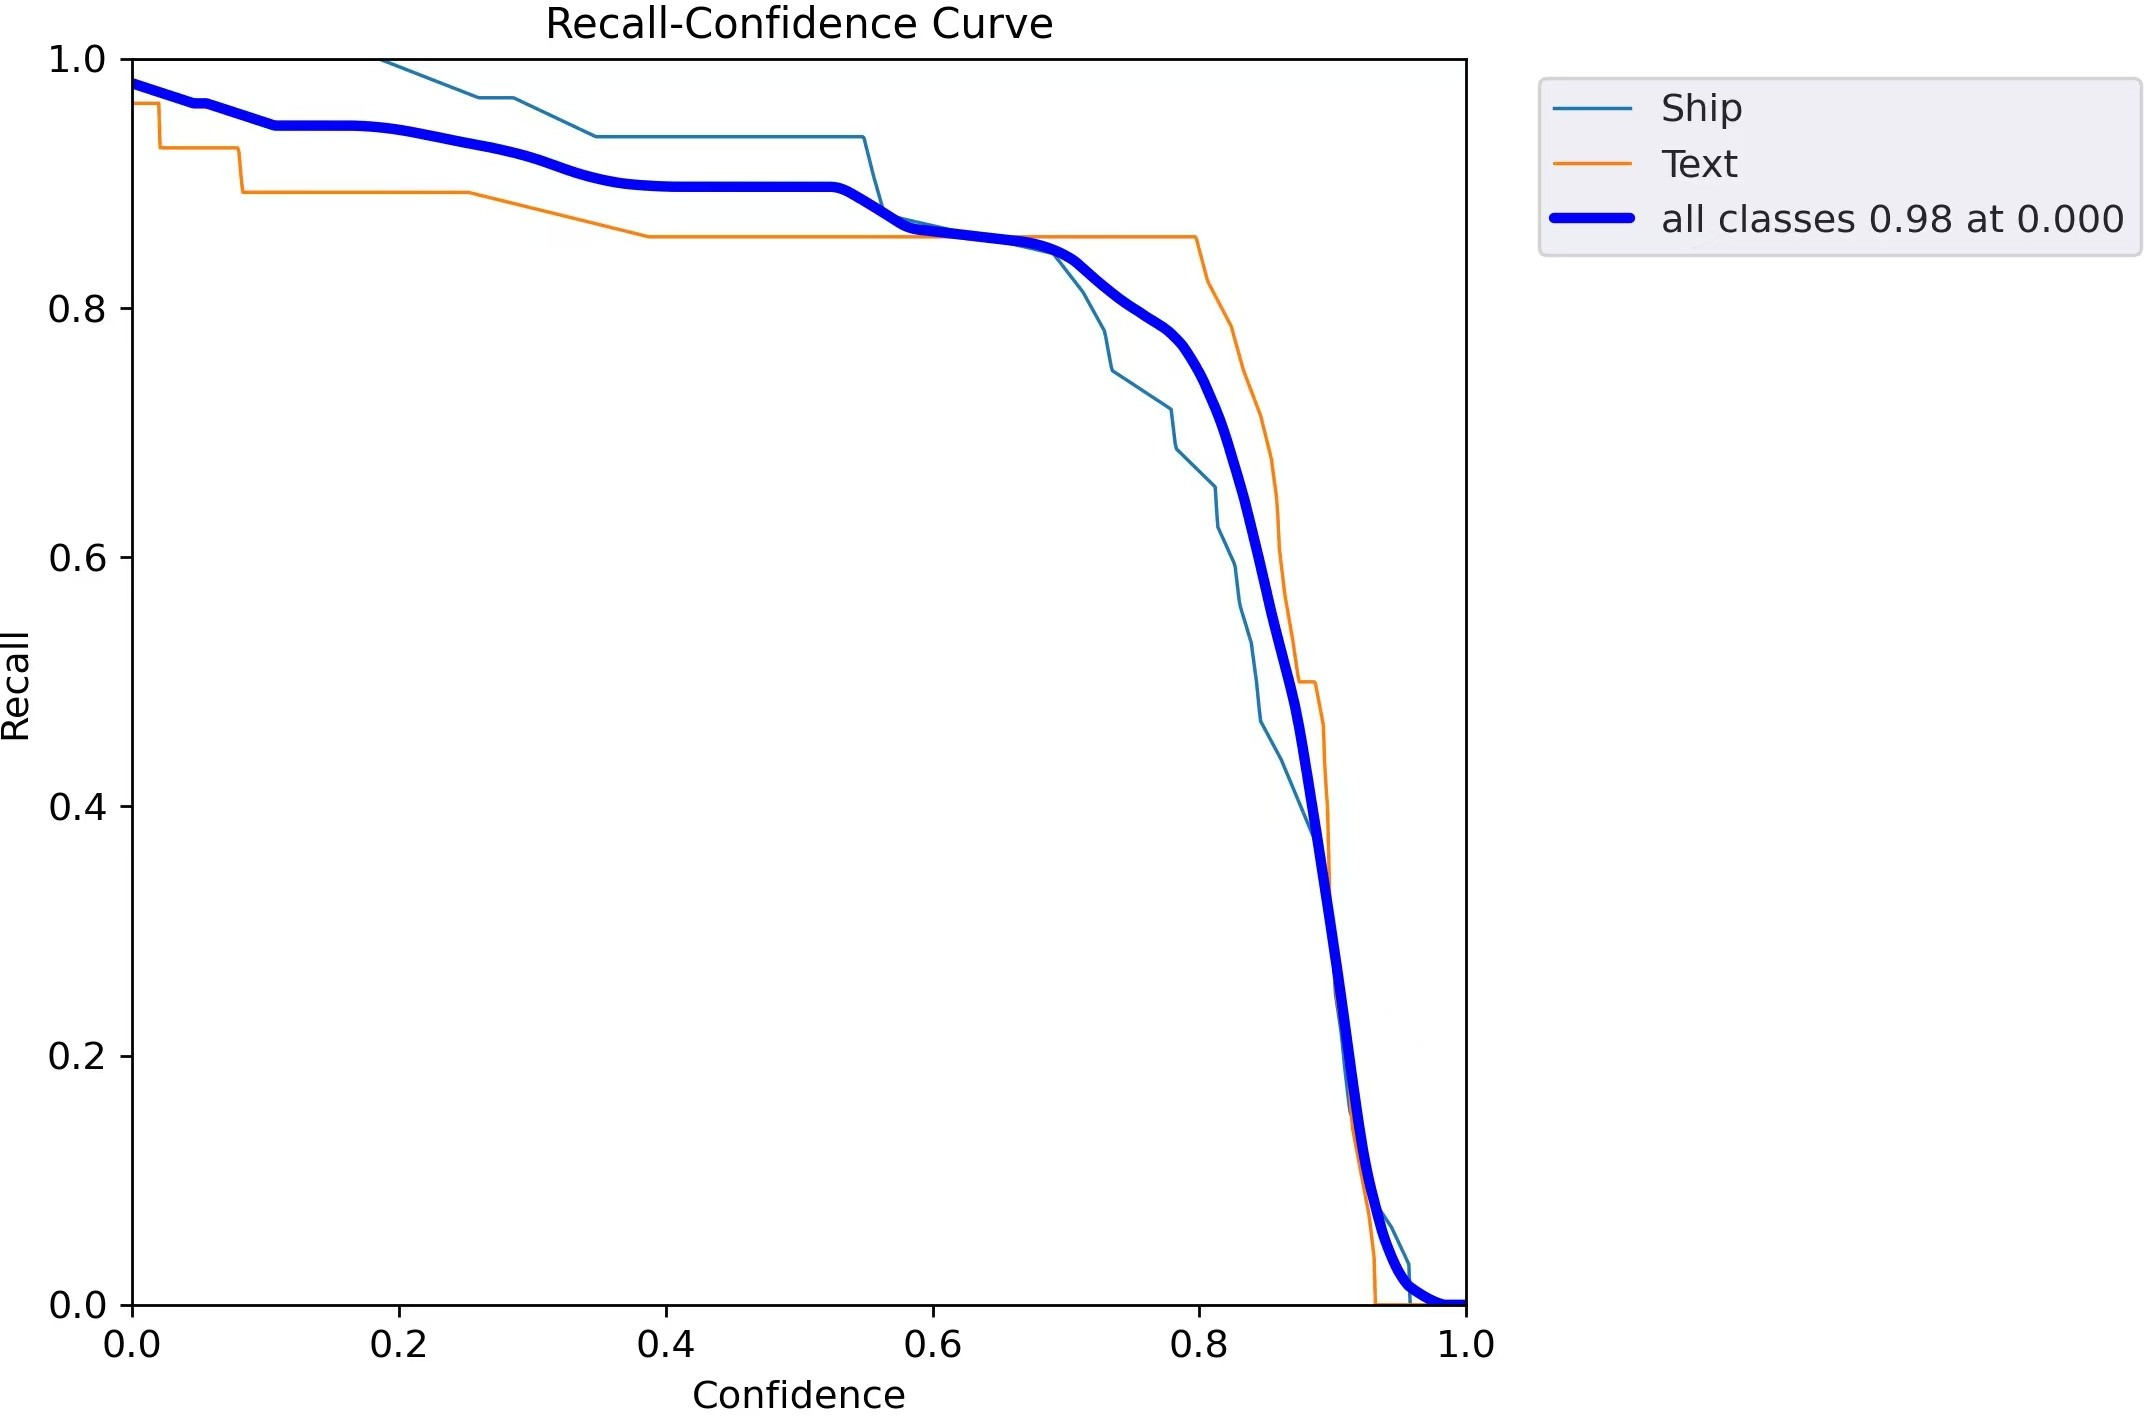 Recall-Confidence Curve
1.0
0.8
0.6
0.4
0.2
0.0
Recall
0.0 0.2 0.4 0.6 0.8 1.0
Confidence
Ship
Text
all classes 0.98 at 0.000